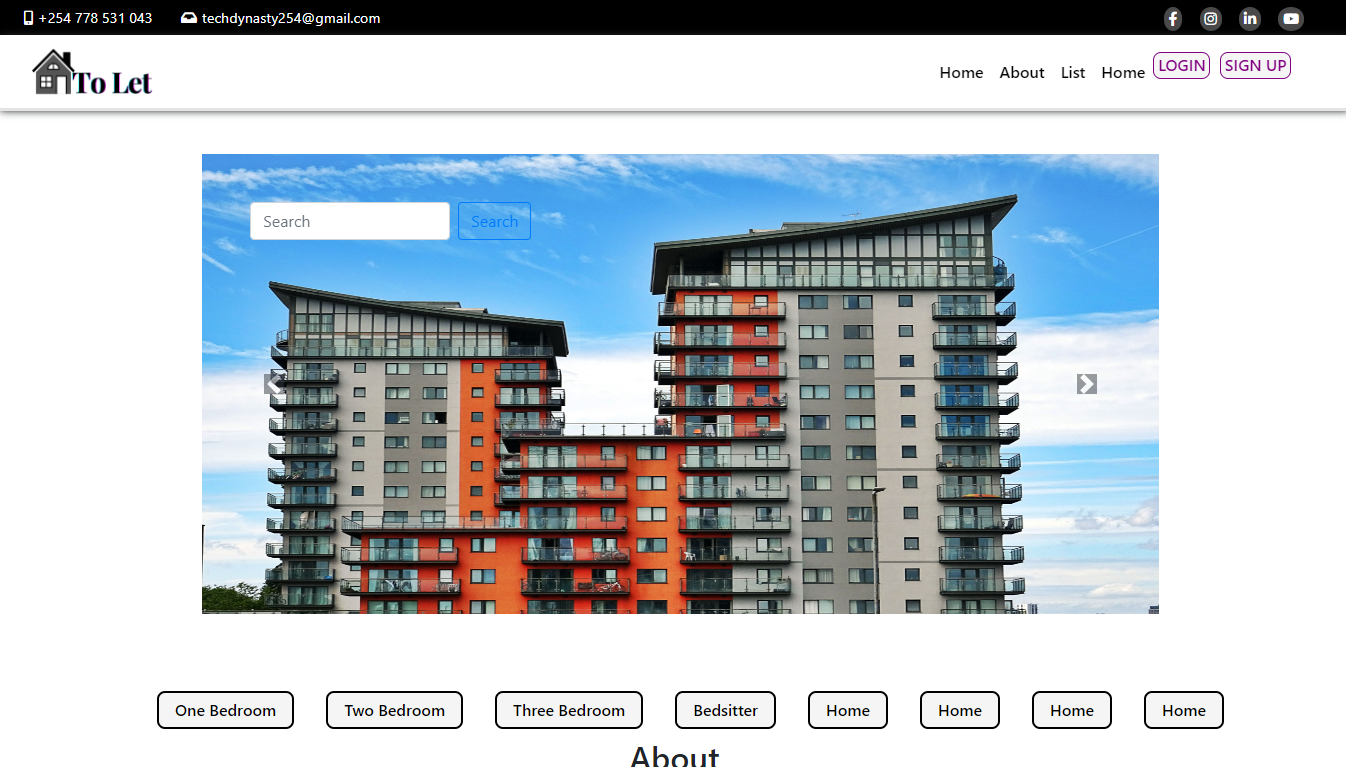 +254 778 531 043 techdynasty254@gmail.com
To Let Home About List Home LOGIN SIGN UP
Search Search
One Bedroom Two Bedroom Three Bedroom Bedsitter Home Home Home Home
About